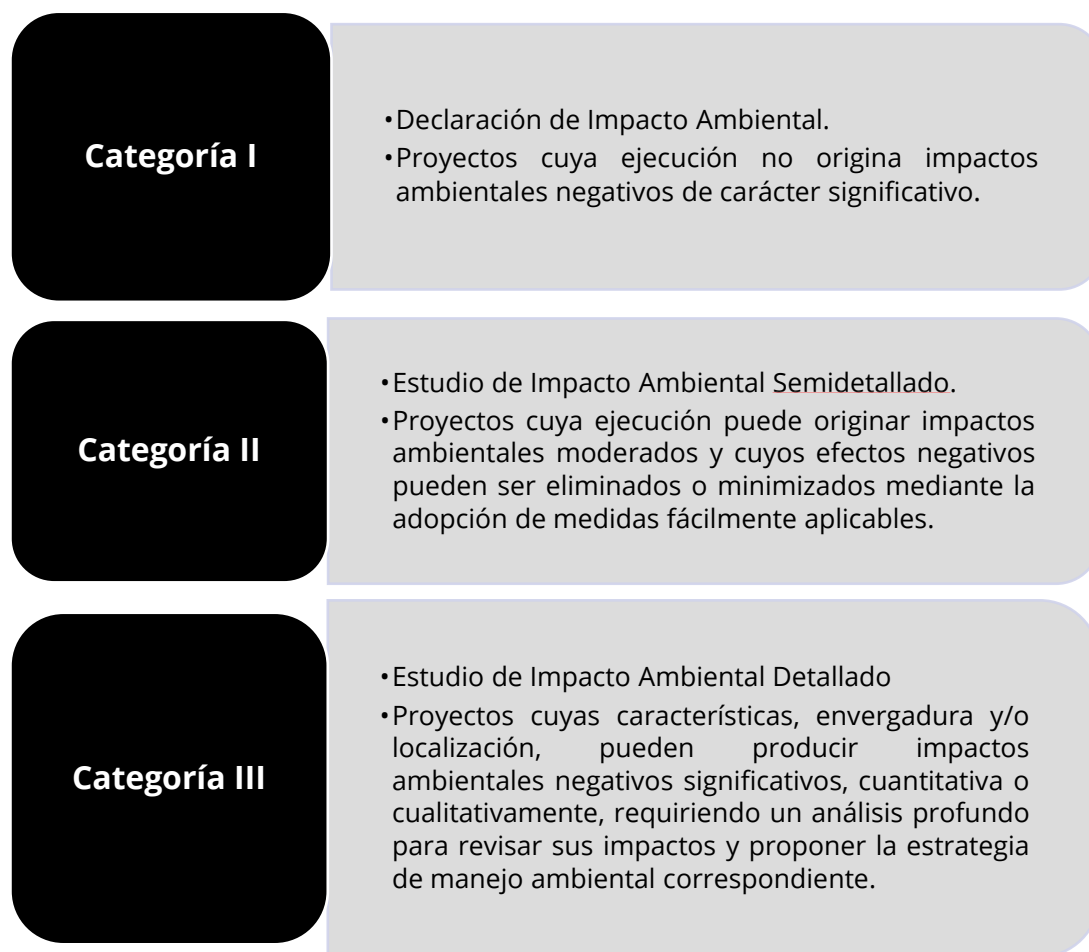 Categoría I
•Declaración de Impacto Ambiental.
•Proyectos cuya ejecución no origina impactos
ambientales negativos de carácter significativo.
Categoría II
•Estudio de Impacto Ambiental Semidetallado.
•Proyectos cuya ejecución puede originar impactos
ambientales moderados y cuyos efectos negativos
pueden ser eliminados o minimizados mediante la
adopción de medidas fácilmente aplicables.
Categoría III
•Estudio de Impacto Ambiental Detallado
•Proyectos cuyas características, envergadura y/o
localización, pueden producir impactos
ambientales negativos significativos, cuantitativa o
cualitativamente, requiriendo un análisis profundo
para revisar sus impactos y proponer la estrategia
de manejo ambiental correspondiente.